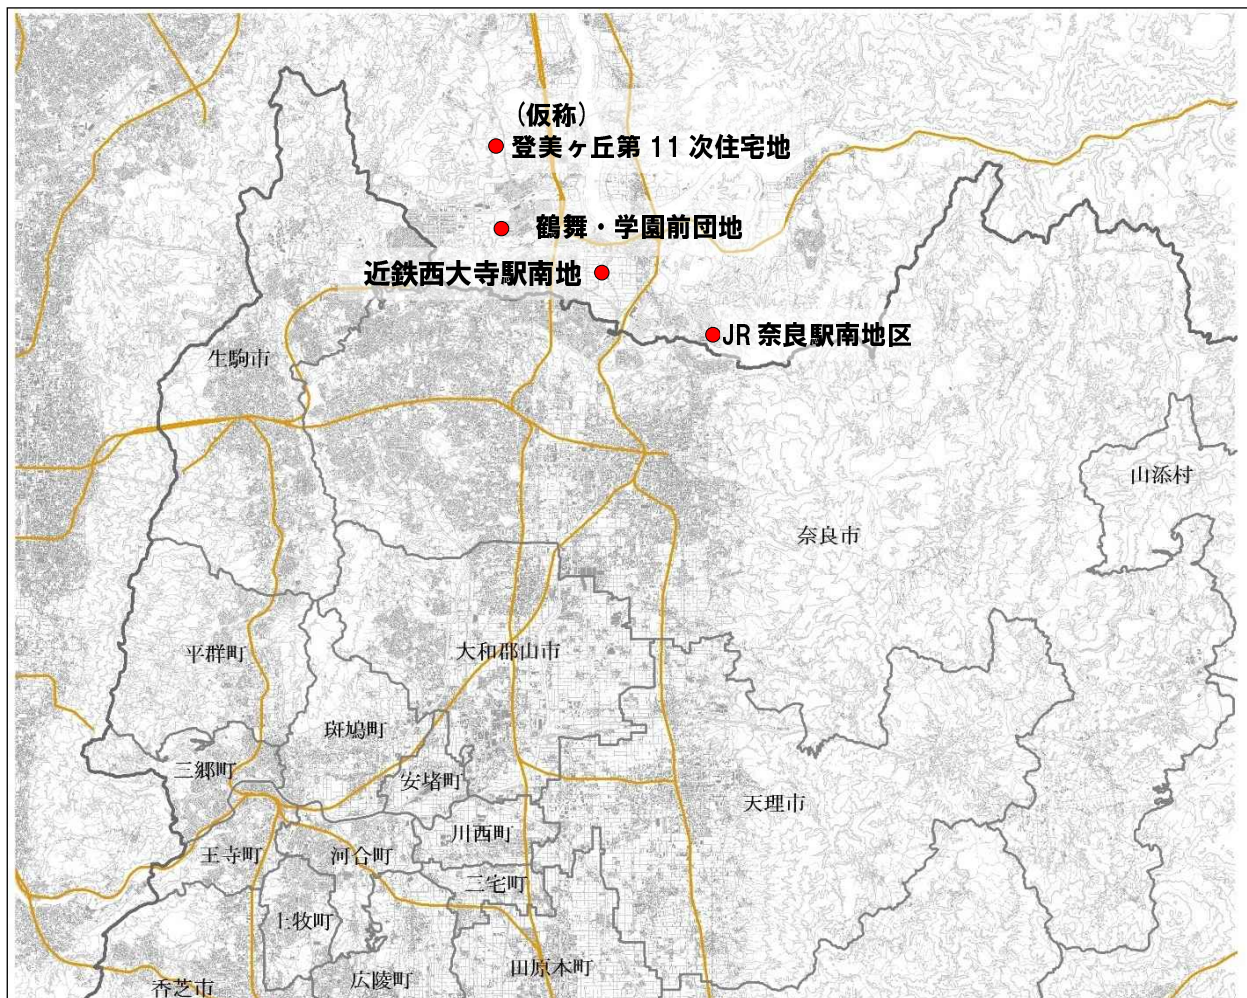 (仮称)
登美ヶ丘第 11 次住宅地
鶴舞・学園前団地
近鉄西大寺駅南地
JR 奈良駅南地区
生駒市
山添村
奈良市
平群町
大和郡山市
斑鳩町
三郷町
安堵町
天理市
川西町
王寺町
河合町
三宅町
上牧町
田原本町
広陵町
香芝市